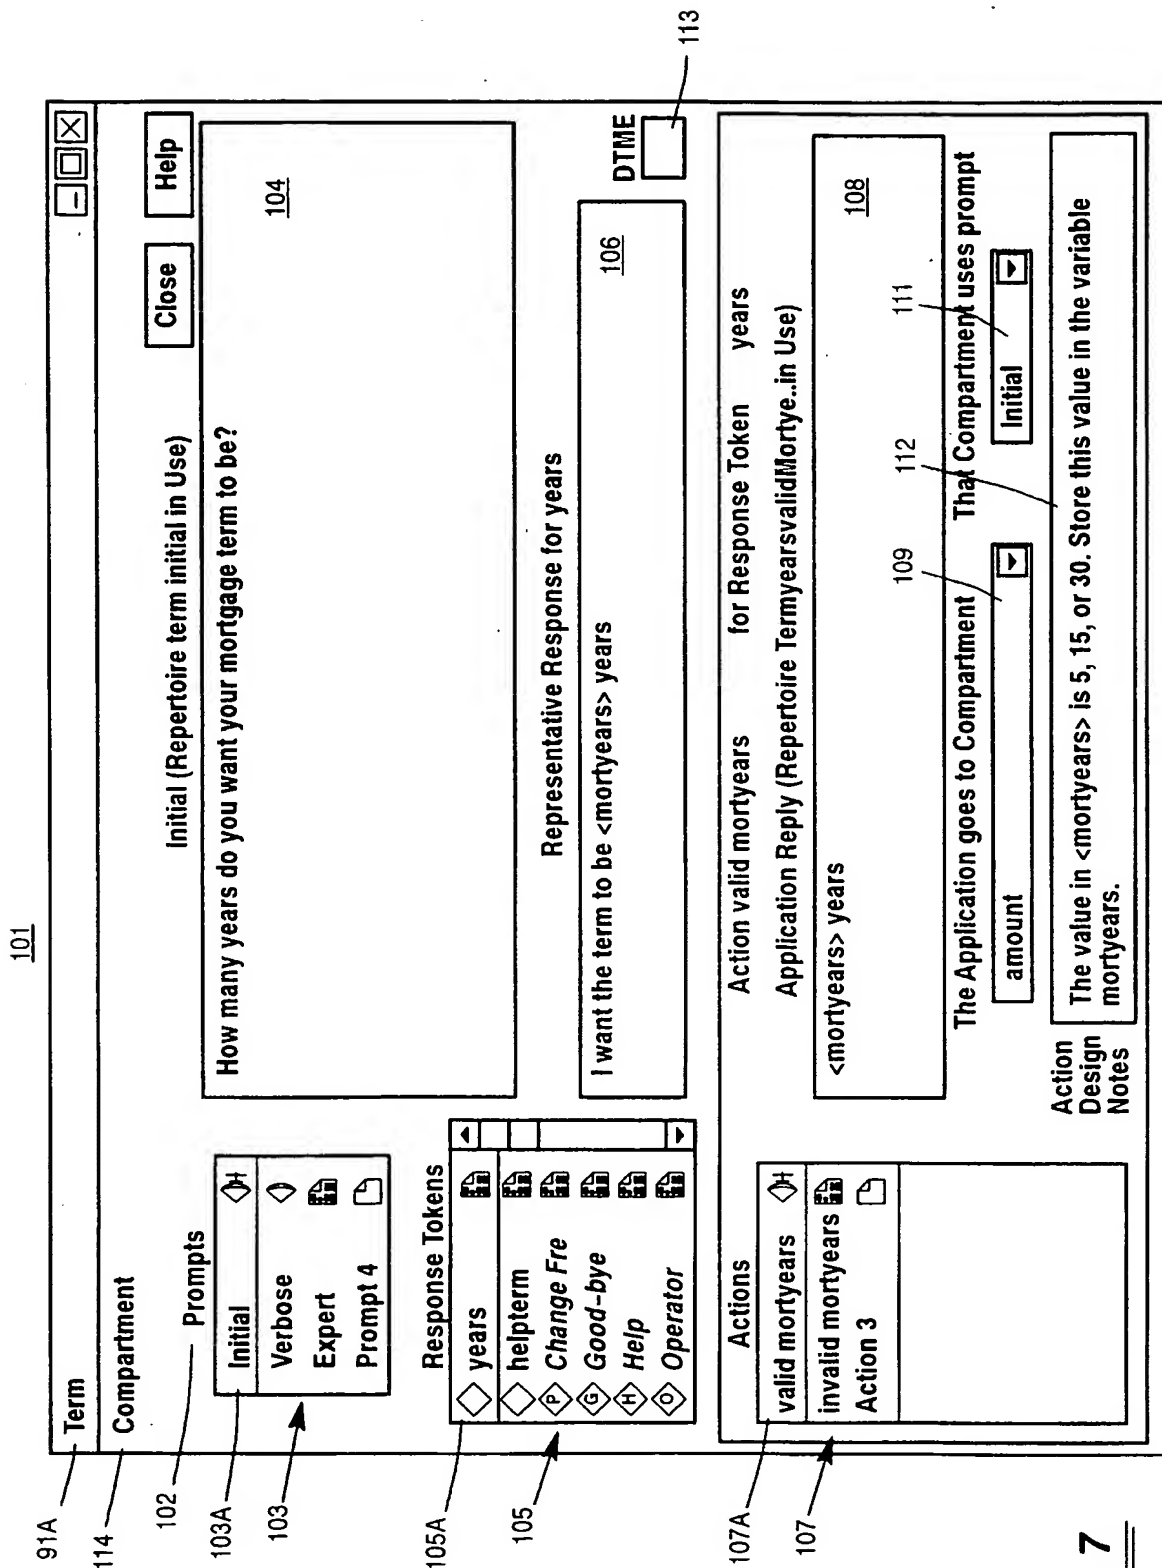 101
91A
Term
114
Compartment
Close
Help
102
Prompts
Initial (Repertoire term initial in Use)
103A
Initial
103
Verbose
Expert
Prompt 4
How many years do you want your mortgage term to be?
104
Response Tokens
Representative Response for years
DTME
113
105A
years
105
helpterm
P Change Fre
G Good-bye
H Help
O Operator
I want the term to be <mortyears> years
106
Actions
Action valid mortyears
for Response Token
years
Application Reply (Repertoire TermyearsvalidMortye..in Use)
107A
valid mortyears
107
invalid mortyears
Action 3
<mortyears> years
108
The Application goes to Compartment
That Compartment uses prompt
amount
109
Initial
111
112
Action
Design
Notes
The value in <mortyears> is 5, 15, or 30. Store this value in the variable
mortyears.
7